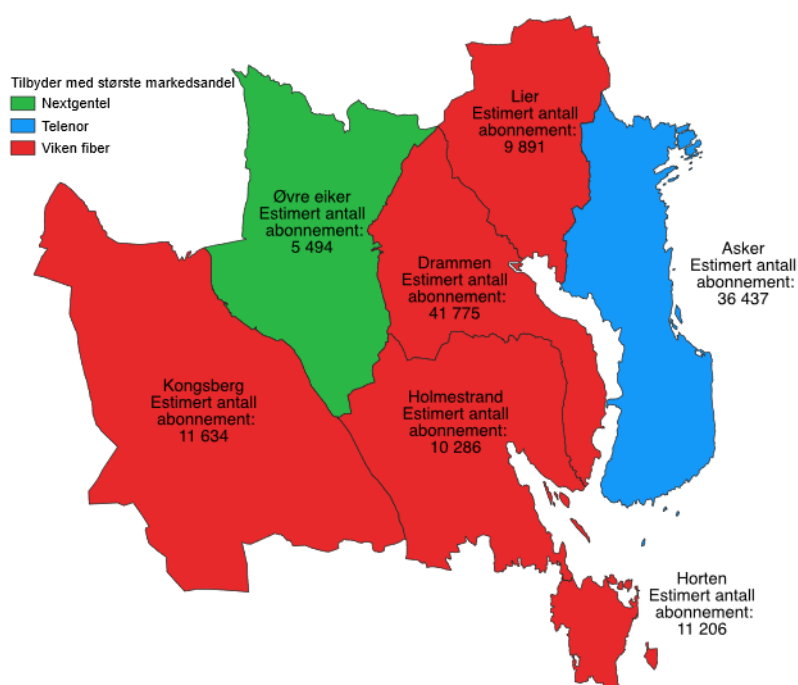 Tilbyder med største markedsandel
Nextgentel
Telenor
Viken fiber
Lier
Estimert antall
abonnement:
9 891
Øvre eiker
Estimert antall
abonnement:
5 494
Drammen
Estimert antall
abonnement:
41 775
Asker
Estimert antall
abonnement:
36 437
Kongsberg
Estimert antall
abonnement:
11 634
Holmestrand
Estimert antall
abonnement:
10 286
Horten
Estimert antall
abonnement:
11 206